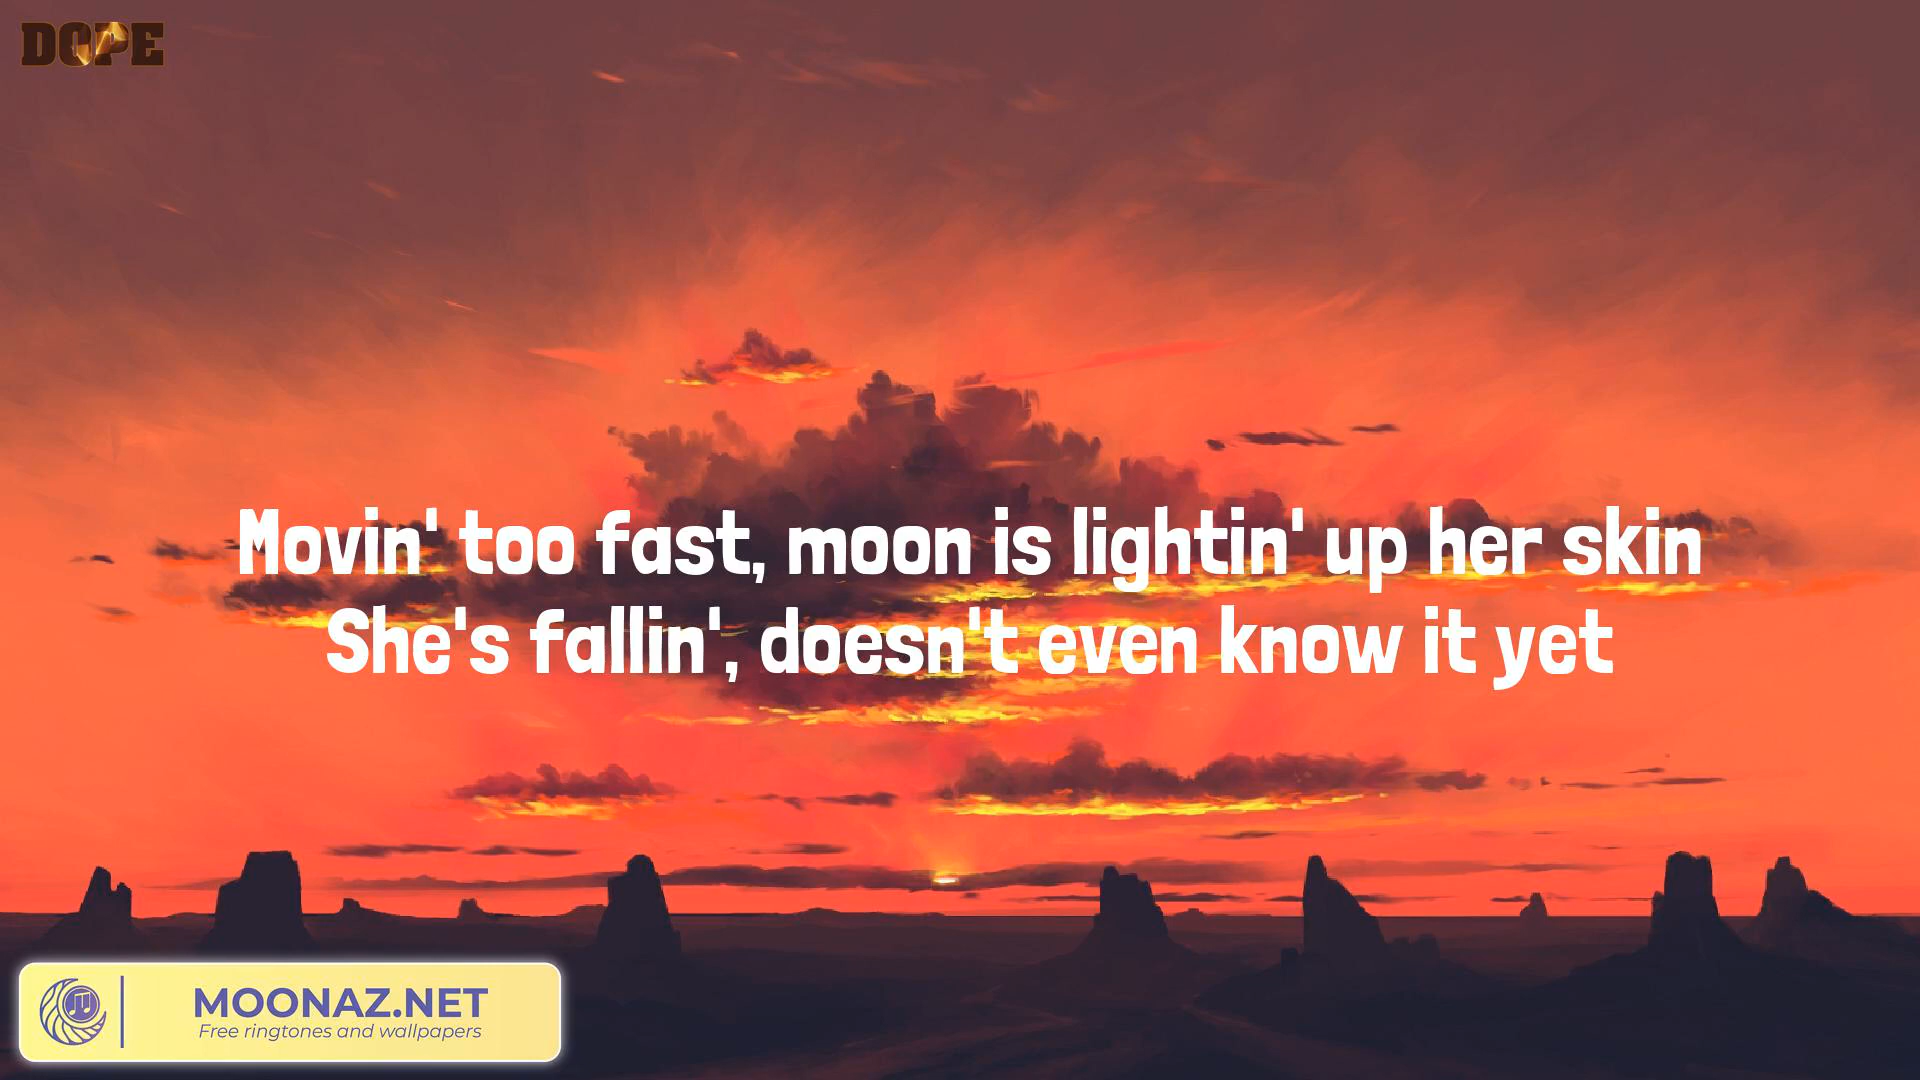 DOPE
Movin' too fast, moon is lightin' up her skin
She's fallin', doesn't even know it yet
MOONAZ.NET
Free ringtones and wallpapers